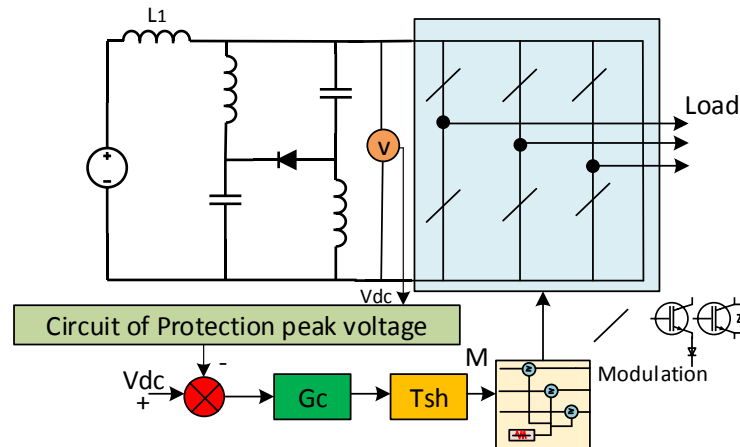 L1
+
-
V
Load
Vdc
Circuit of Protection peak voltage
-
Vdc
+
Gc
Tsh
M
Modulation